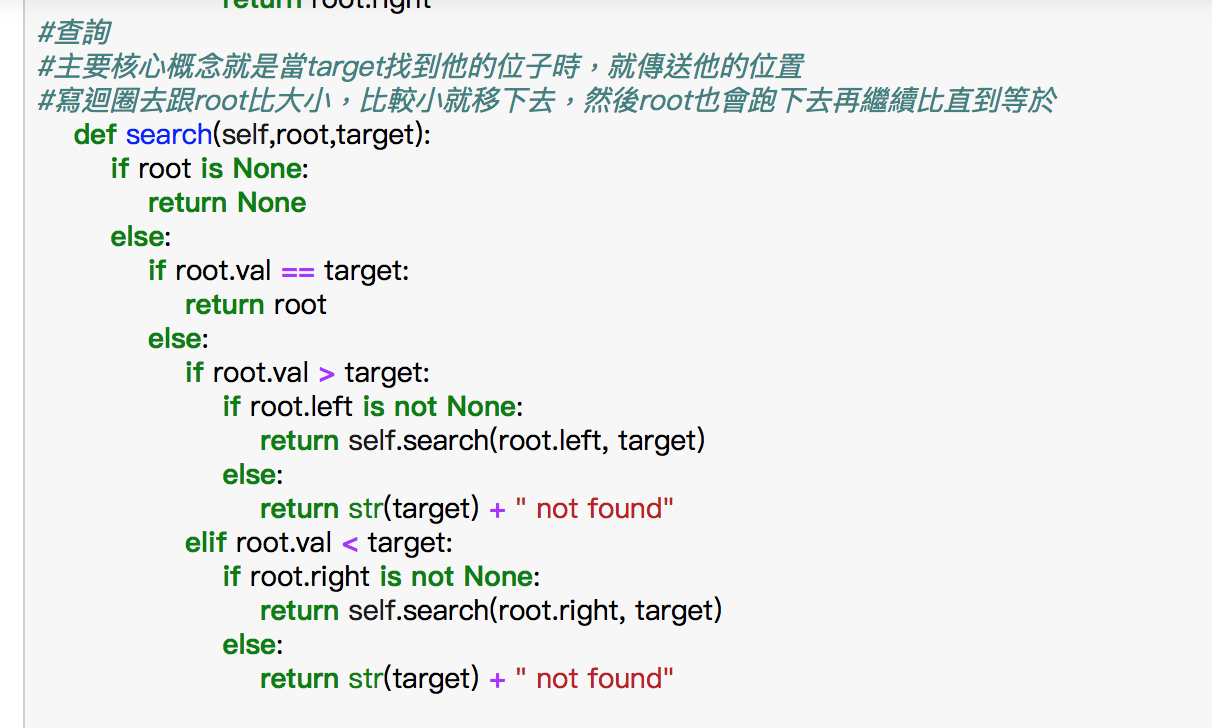 return root.right
#查詢
#主要核心概念就是當target找到他的位子時，就傳送他的位置
#寫迴圈去跟root比大小，比較小就移下去，然後root也會跑下去再繼續比直到等於
def search(self,root,target):
if root is None:
return None
else:
if root.val == target:
return root
else:
if root.val > target:
if root.left is not None:
return self.search(root.left, target)
else:
return str(target) + " not found"
elif root.val < target:
if root.right is not None:
return self.search(root.right, target)
else:
return str(target) + " not found"